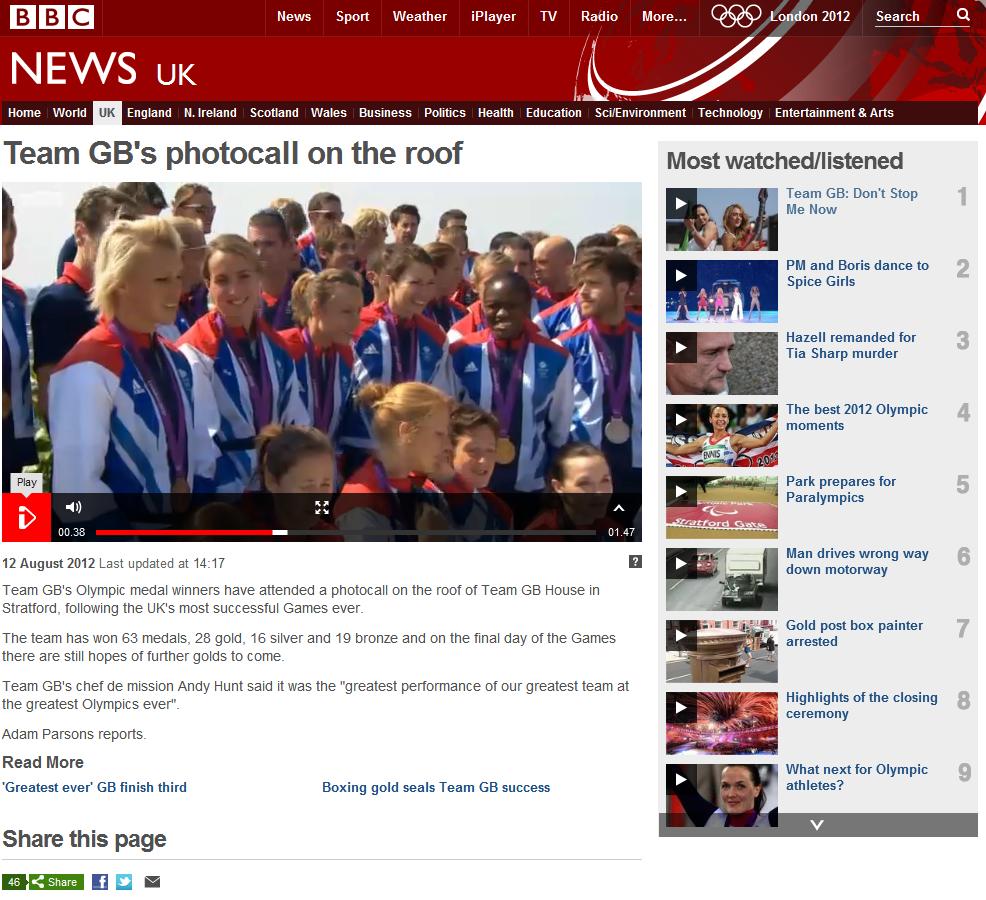 BBC
News Sport Weather iPlayer TV Radio More... London 2012 Search
NEWS UK
Home World UK England N. Ireland Scotland Wales Business Politics Health Education Sci/Environment Technology Entertainment & Arts
Team GB's photocall on the roof
Play
00.38
01.47
12 August 2012 Last updated at 14:17
?
Team GB's Olympic medal winners have attended a photocall on the roof of Team GB House in
Stratford, following the UK's most successful Games ever.
The team has won 63 medals, 28 gold, 16 silver and 19 bronze and on the final day of the Games
there are still hopes of further golds to come.
Team GB's chef de mission Andy Hunt said it was the "greatest performance of our greatest team at
the greatest Olympics ever".
Adam Parsons reports.
Read More
'Greatest ever' GB finish third
Boxing gold seals Team GB success
Share this page
46 Share
Most watched/listened
Team GB: Don't Stop
Me Now
1
PM and Boris dance to
Spice Girls
2
Hazell remanded for
Tia Sharp murder
3
ENNIS
The best 2012 Olympic
moments
4
Stratford Gate
Park prepares for
Paralympics
5
Man drives wrong way
down motorway
6
Gold post box painter
arrested
7
Highlights of the closing
ceremony
8
What next for Olympic
athletes?
9